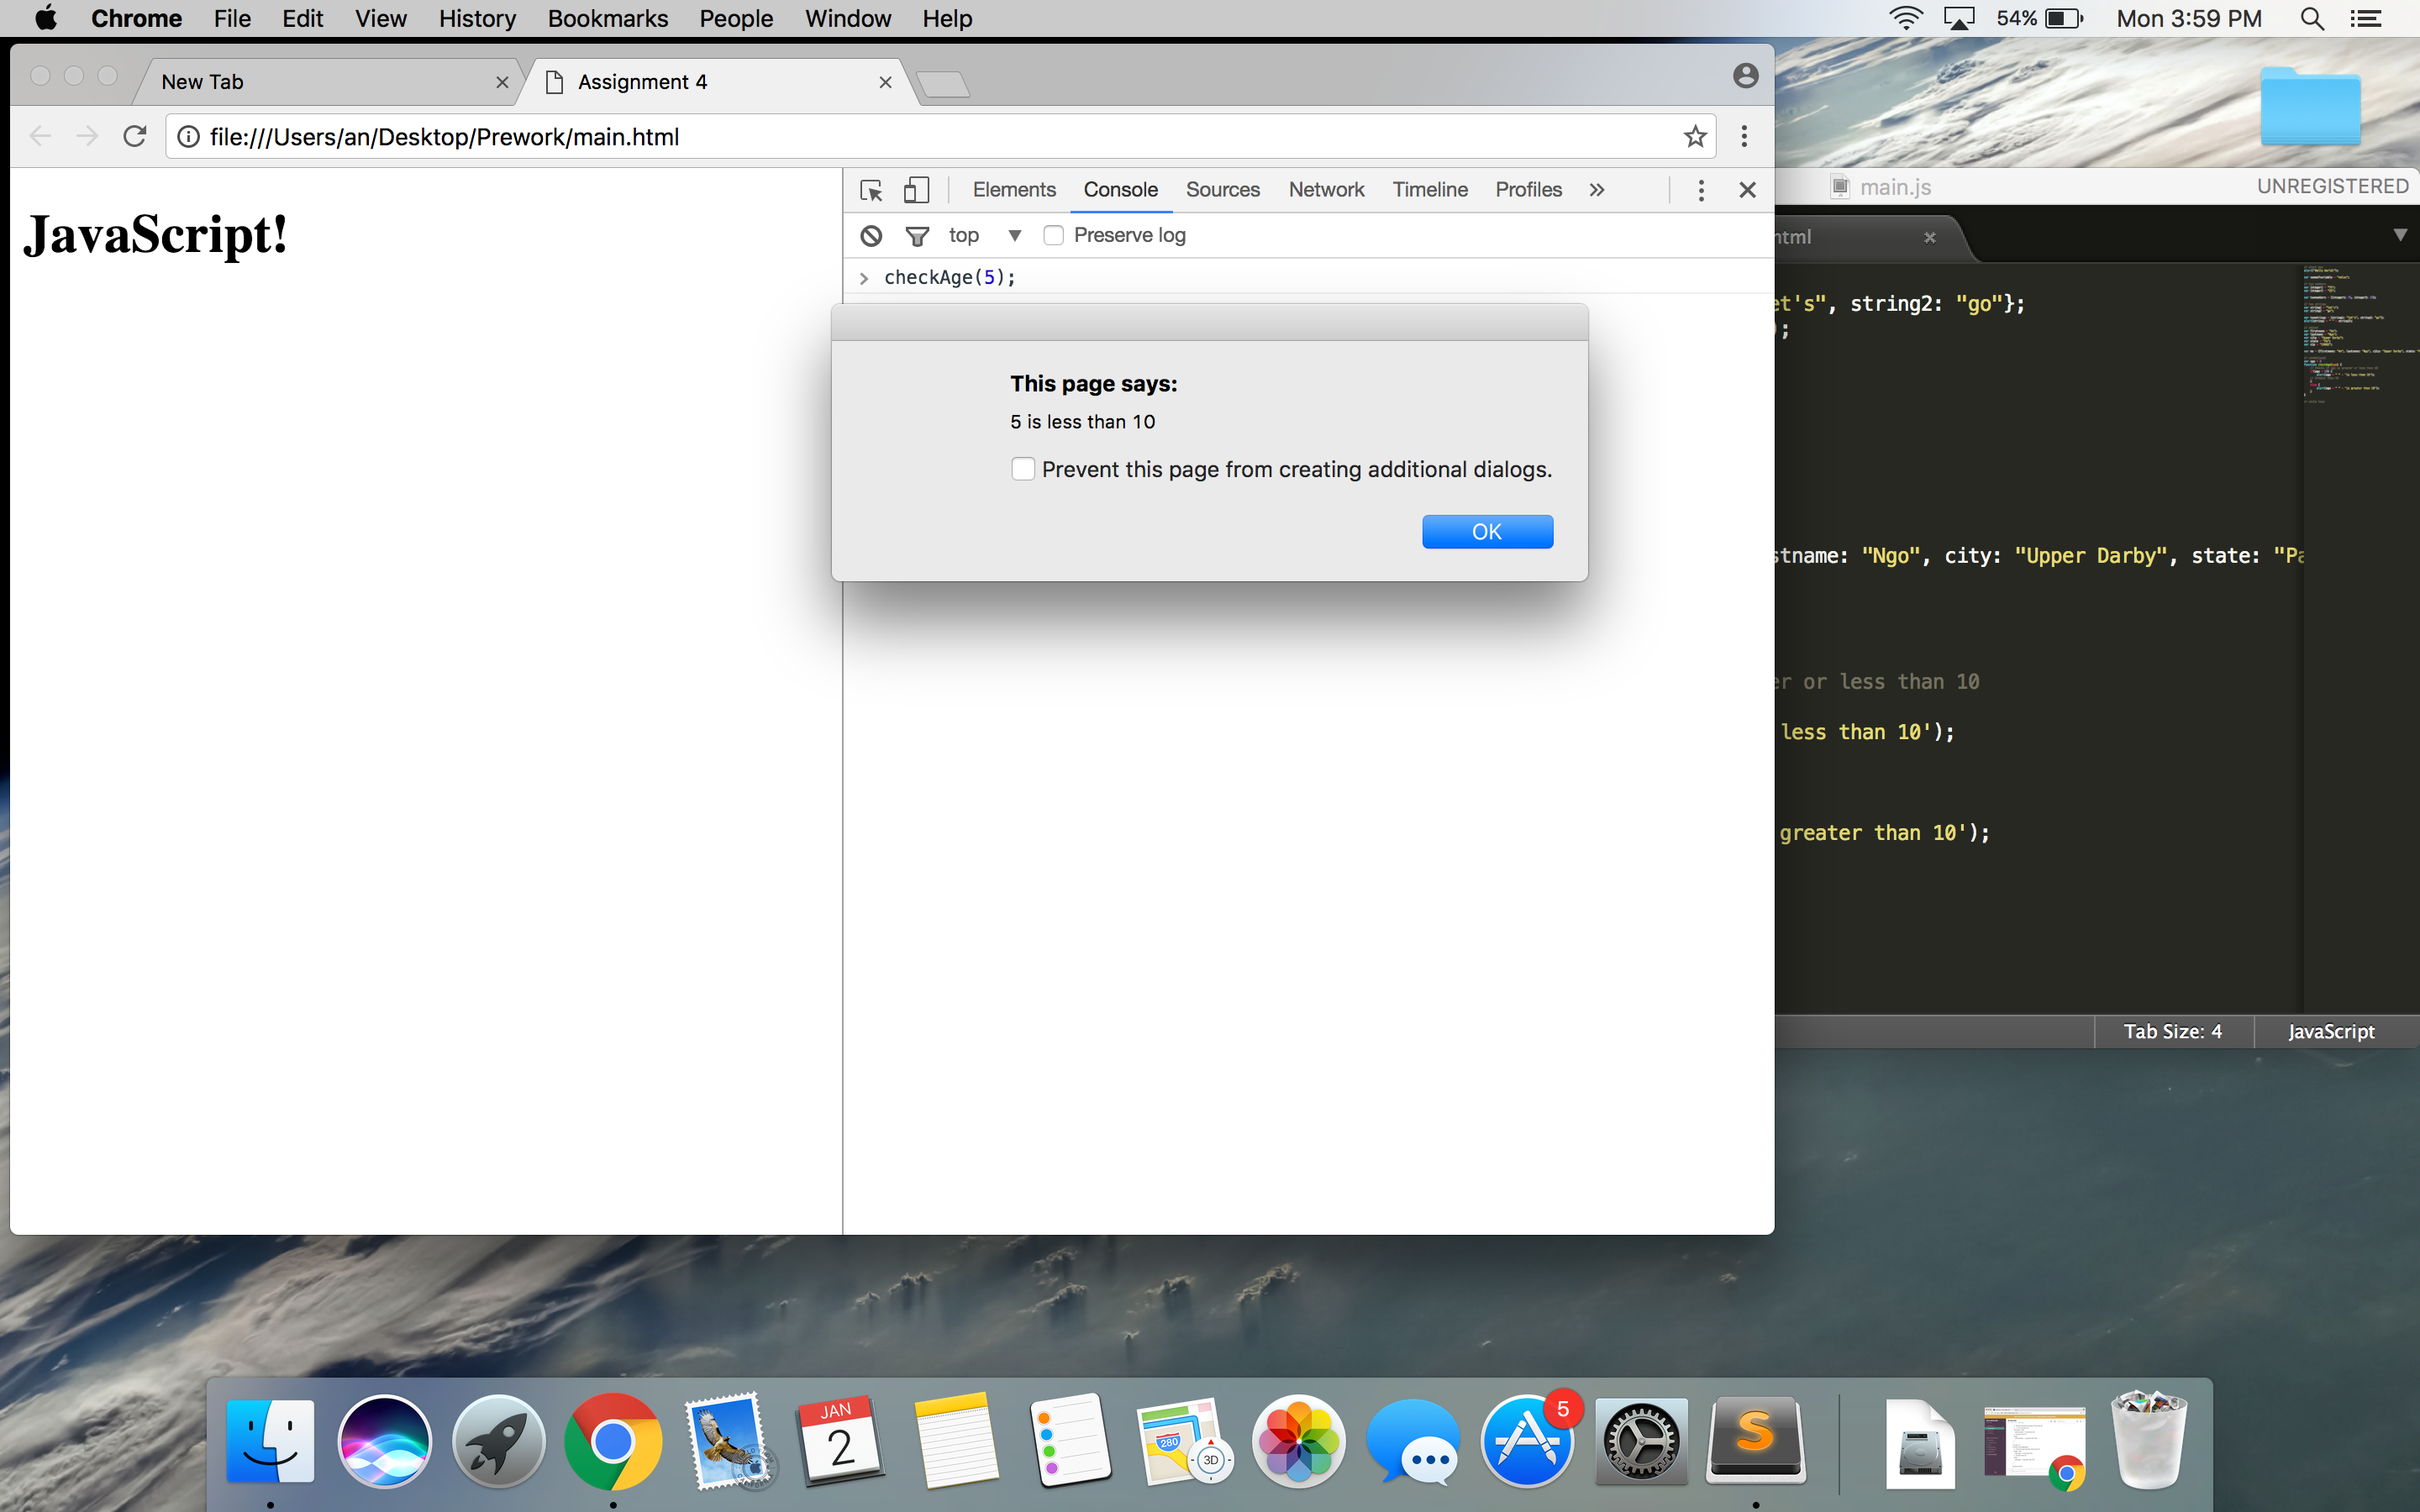 Chrome File Edit View History Bookmarks People Window Help 54% Mon 3:59 PM
New Tab Assignment 4
file:///Users/an/Desktop/Prework/main.html
JavaScript!
Elements Console Sources Network Timeline Profiles
top Preserve log
checkAge(5);
This page says:
5 is less than 10
Prevent this page from creating additional dialogs.
OK
main.js UNREGISTERED
html
et's", string2: "go"};
);
stname: "Ngo", city: "Upper Darby", state: "Pa
er or less than 10
less than 10');
greater than 10');
Tab Size: 4 JavaScript
JAN
2
280
3D
5
S